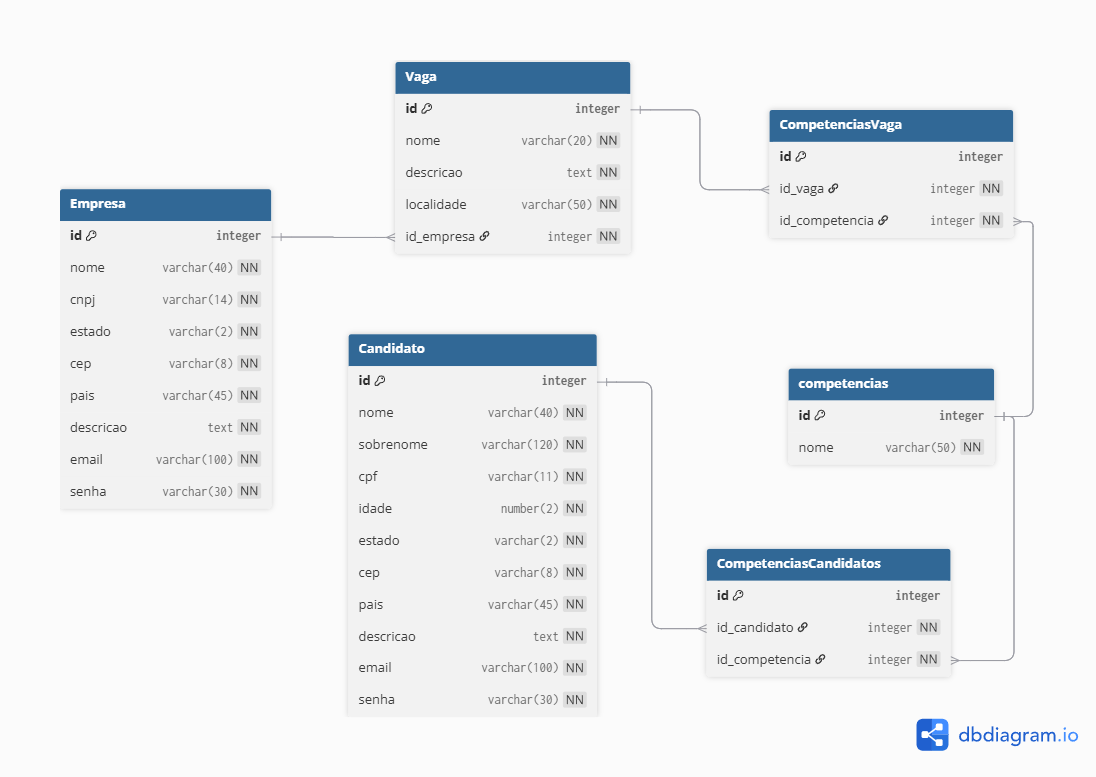 Vaga
id integer
nome varchar(20) NN
descricao text NN
localidade varchar(50) NN
id_empresa integer NN
CompetenciasVaga
id integer
id_vaga integer NN
id_competencia integer NN
Empresa
id integer
nome varchar(40) NN
cnpj varchar(14) NN
estado varchar(2) NN
cep varchar(8) NN
pais varchar(45) NN
descricao text NN
email varchar(100) NN
senha varchar(30) NN
Candidato
id integer
nome varchar(40) NN
sobrenome varchar(120) NN
cpf varchar(11) NN
idade number(2) NN
estado varchar(2) NN
cep varchar(8) NN
pais varchar(45) NN
descricao text NN
email varchar(100) NN
senha varchar(30) NN
competencias
id integer
nome varchar(50) NN
CompetenciasCandidatos
id integer
id_candidato integer NN
id_competencia integer NN
dbdiagram.io